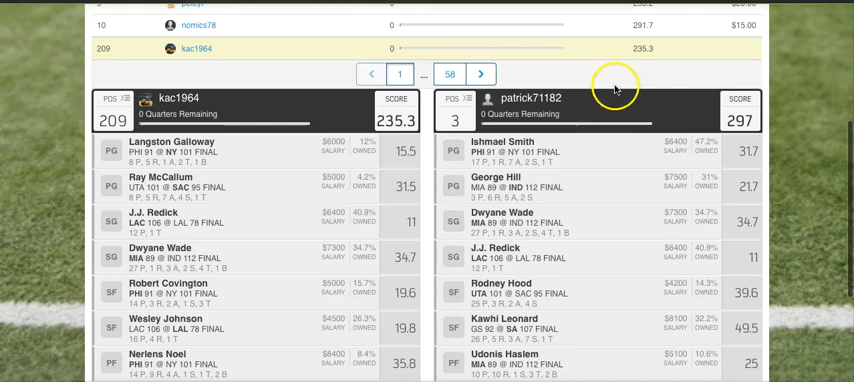 10 nomics78 0 291.7 $15.00
209 kac1964 0 235.3
< 1 ... 58 >
POS kac1964 SCORE
209 0 Quarters Remaining 235.3
PG Langston Galloway $6000 12% 15.5
PHI 91 @ NY 101 FINAL SALARY OWNED
8 P, 5 R, 1 A, 2 T, 1 B
PG Ray McCallum $5000 4.2% 31.5
UTA 101 @ SAC 95 FINAL SALARY OWNED
8 P, 5 R, 7 A, 4 S, 1 T
SG J.J. Redick $6400 40.9% 11
LAC 106 @ LAL 78 FINAL SALARY OWNED
12 P, 1 T
SG Dwyane Wade $7300 34.7% 34.7
MIA 89 @ IND 112 FINAL SALARY OWNED
27 P, 1 R, 3 A, 2 S, 4 T, 1 B
SF Robert Covington $5000 15.7% 19.6
PHI 91 @ NY 101 FINAL SALARY OWNED
14 P, 3 R, 2 A, 1 S, 3 T
SF Wesley Johnson $4500 26.3% 19.8
LAC 106 @ LAL 78 FINAL SALARY OWNED
16 P, 4 R, 1 T
PF Nerlens Noel $8400 8.4% 35.8
PHI 91 @ NY 101 FINAL SALARY OWNED
14 P, 9 R, 4 A, 1 S, 1 T, 2 B
POS patrick71182 SCORE
3 0 Quarters Remaining 297
PG Ishmael Smith $6400 47.2% 31.7
PHI 91 @ NY 101 FINAL SALARY OWNED
17 P, 1 R, 7 A, 2 S, 1 T
PG George Hill $7500 31% 21.7
MIA 89 @ IND 112 FINAL SALARY OWNED
3 P, 6 R, 5 A, 2 S
SG Dwyane Wade $7300 34.7% 34.7
MIA 89 @ IND 112 FINAL SALARY OWNED
27 P, 1 R, 3 A, 2 S, 4 T, 1 B
SG J.J. Redick $6400 40.9% 11
LAC 106 @ LAL 78 FINAL SALARY OWNED
12 P, 1 T
SF Rodney Hood $4200 14.3% 39.6
UTA 101 @ SAC 95 FINAL SALARY OWNED
25 P, 3 R, 2 A, 4 S
SF Kawhi Leonard $8100 32.2% 49.5
GS 92 @ SA 107 FINAL SALARY OWNED
26 P, 5 R, 3 A, 7 S, 1 T
PF Udonis Haslem $5100 10.6% 25
MIA 89 @ IND 112 FINAL SALARY OWNED
10 P, 10 R, 1 S, 3 T, 2 B